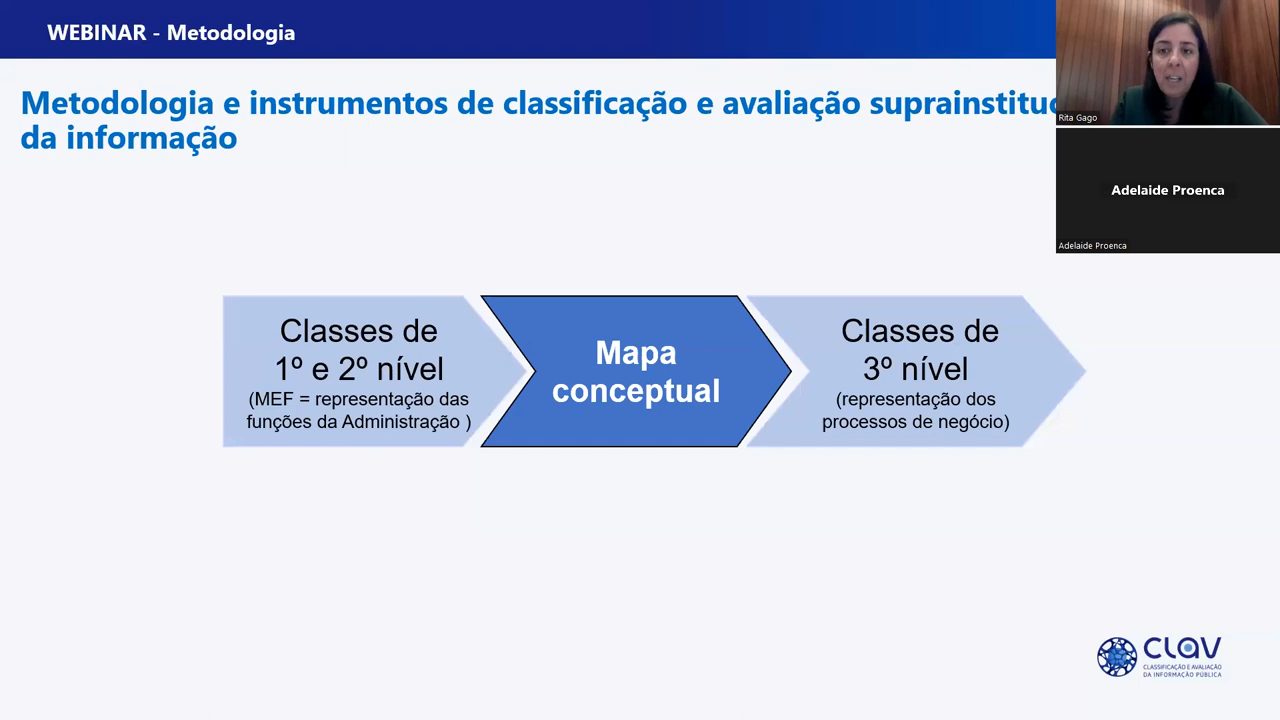 WEBINAR - Metodologia
Metodologia e instrumentos de classificação e avaliação
da informação
Rita Gago
Adelaide Proenca
Adelaide Proenca
Classes de
1º e 2º nível
(MEF = representação das
funções da Administração )
Mapa
conceptual
Classes de
3º nível
(representação dos
processos de negócio)
CLAV
CLASSIFICAÇÃO E AVALIAÇÃO
DA INFORMAÇÃO PÚBLICA